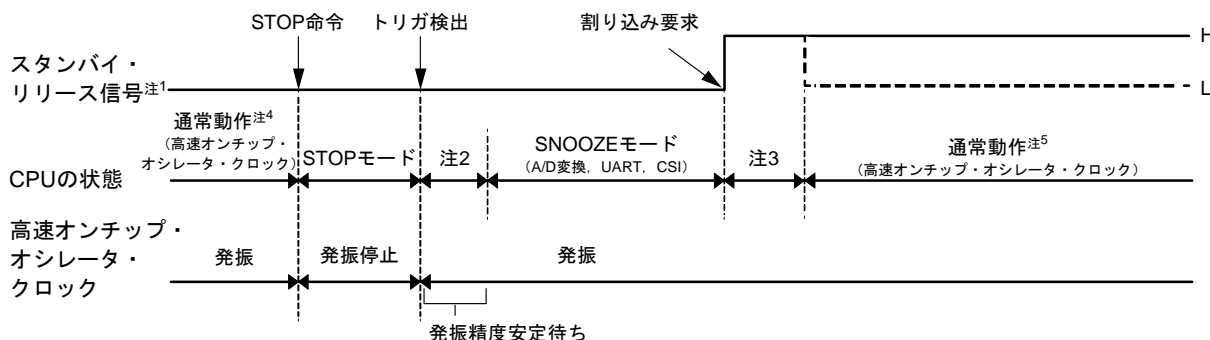 STOP命令 トリガ検出 割り込み要求
H
スタンバイ・
リリース信号注1
L
通常動作注4
（高速オンチップ・
オシレータ・クロック）
STOPモード
注2
SNOOZEモード
（A/D変換，UART，CSI）
注3
通常動作注5
（高速オンチップ・オシレータ・クロック）
CPUの状態
高速オンチップ・
オシレータ・
クロック
発振 発振停止 発振
発振精度安定待ち